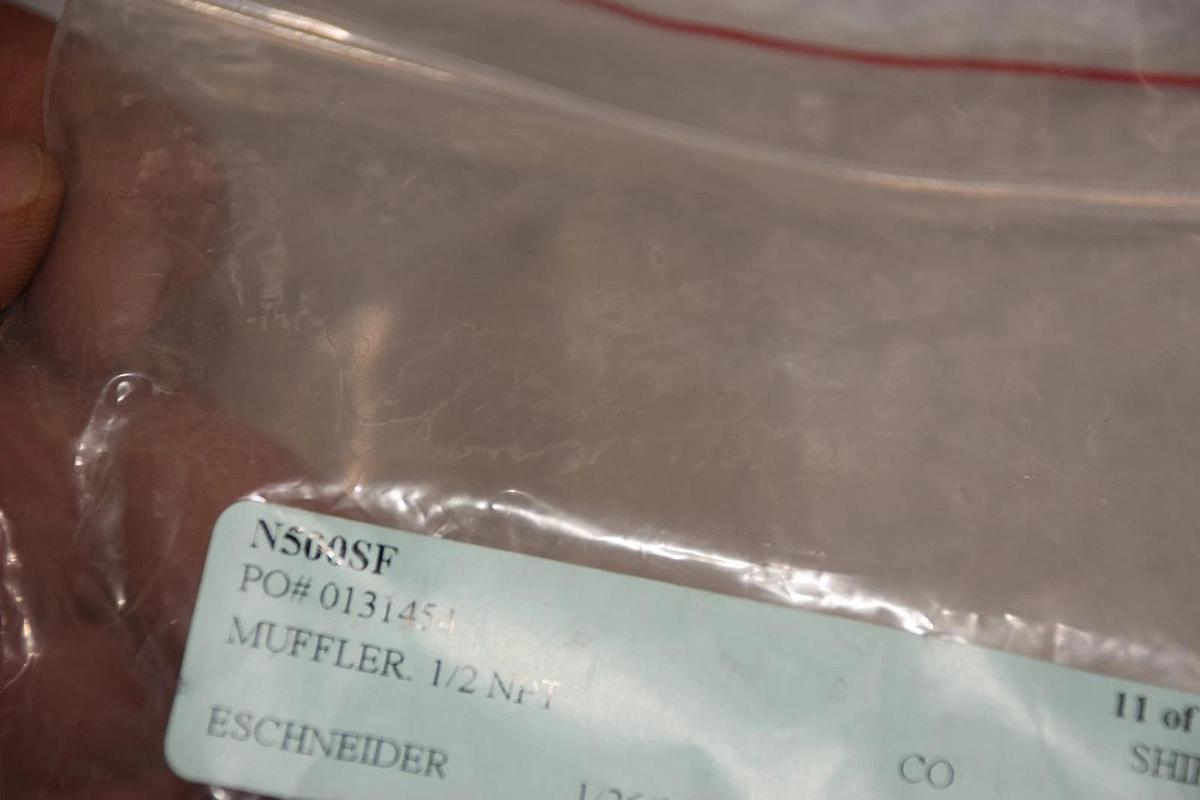 N500SF
PO# 0131454
MUFFLER. 1/2 NPT
11 of
ESCHNEIDER
CO